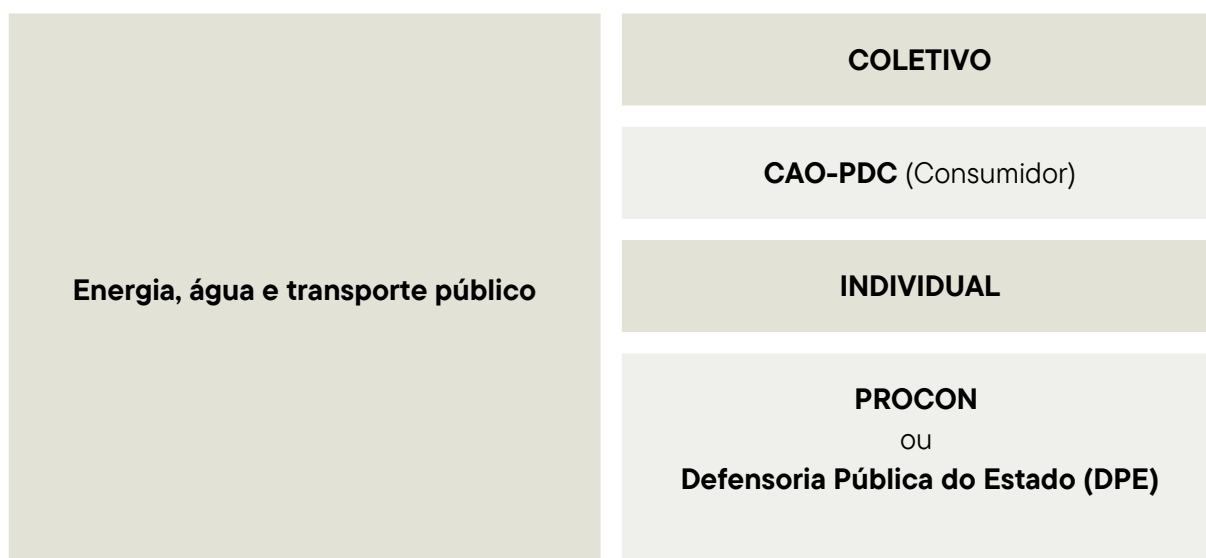 Energia, água e transporte público
COLETIVO
CAO-PDC (Consumidor)
INDIVIDUAL
PROCON
ou
Defensoria Pública do Estado (DPE)